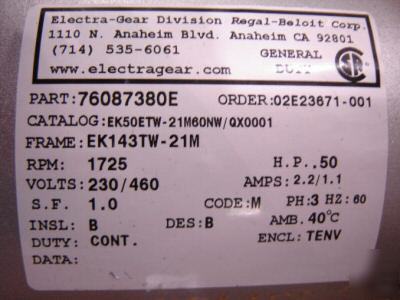 Electra-Gear Division Regal-Beloit Corp.
1110 N. Anaheim Blvd. Anaheim CA 92801
(714) 535-6061 GENERAL
www.electragear.com DUTY
PART:76087380E ORDER:02E23671-001
CATALOG:EK50ETW-21M60NW/QX0001
FRAME:EK143TW-21M
RPM: 1725 H.P..50
VOLTS:230/460 AMPS:2.2/1.1
S.F. 1.0 CODE:M PH:3 HZ:60
INSL: B DES:B AMB.40°C
DUTY: CONT. ENCL:TENV
DATA: